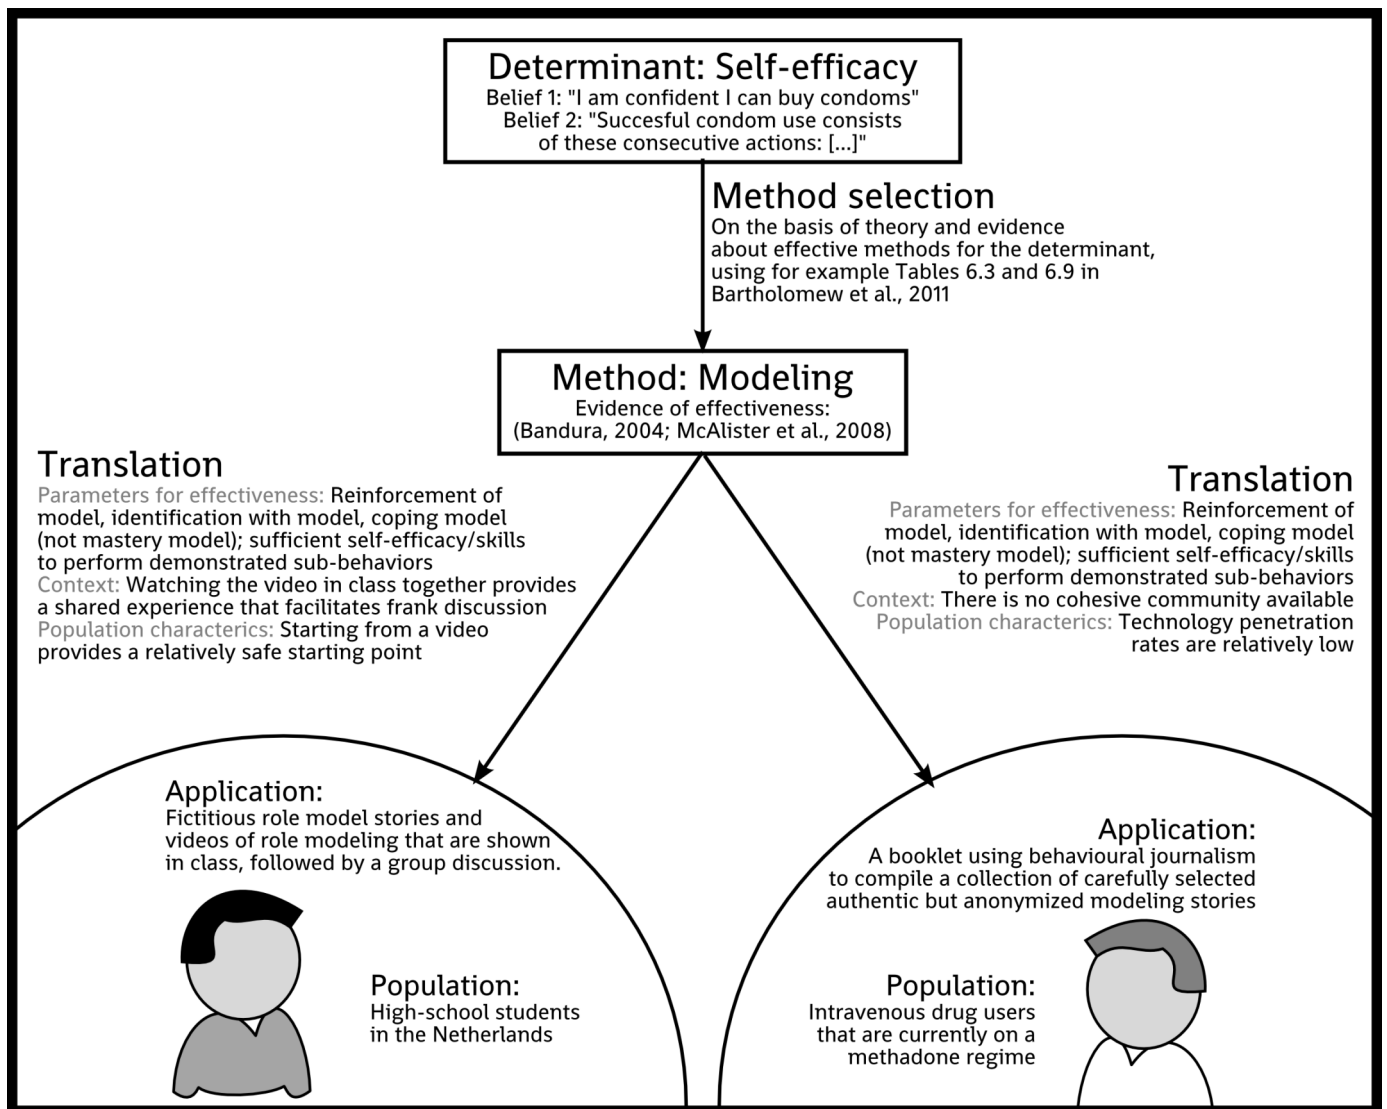 Determinant: Self-efficacy
Belief 1: "I am confident I can buy condoms"
Belief 2: "Succesful condom use consists
of these consecutive actions: [...]"
Method selection
On the basis of theory and evidence
about effective methods for the determinant,
using for example Tables 6.3 and 6.9 in
Bartholomew et al., 2011
Method: Modeling
Evidence of effectiveness:
(Bandura, 2004; McAlister et al., 2008)
Translation
Parameters for effectiveness: Reinforcement of
model, identification with model, coping model
(not mastery model); sufficient self-efficacy/skills
to perform demonstrated sub-behaviors
Context: Watching the video in class together provides
a shared experience that facilitates frank discussion
Population characterics: Starting from a video
provides a relatively safe starting point
Translation
Parameters for effectiveness: Reinforcement of
model, identification with model, coping model
(not mastery model); sufficient self-efficacy/skills
to perform demonstrated sub-behaviors
Context: There is no cohesive community available
Population characterics: Technology penetration
rates are relatively low
Application:
Fictitious role model stories and
videos of role modeling that are shown
in class, followed by a group discussion.
Population:
High-school students
in the Netherlands
Application:
A booklet using behavioural journalism
to compile a collection of carefully selected
authentic but anonymized modeling stories
Population:
Intravenous drug users
that are currently on a
methadone regime